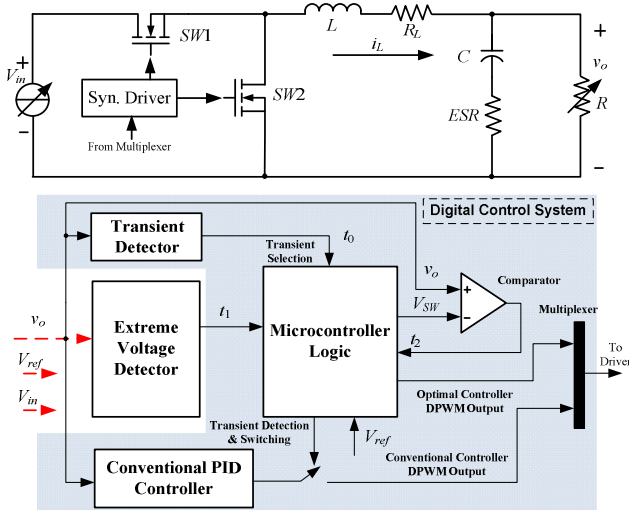 SW1
L
R_L
i_L
C
+
v_o
V_in
+
Syn. Driver
SW2
ESR
R
−
−
From Multiplexer
Digital Control System
Transient
Detector
t_0
Transient
Selection
v_o
Comparator
+
−
V_SW
Multiplexer
Extreme
Voltage
Detector
t_1
Microcontroller
Logic
t_2
v_o
V_ref
V_in
To
Driver
Optimal Controller
DPWM Output
Transient Detection
& Switching
V_ref
Conventional Controller
DPWM Output
Conventional PID
Controller